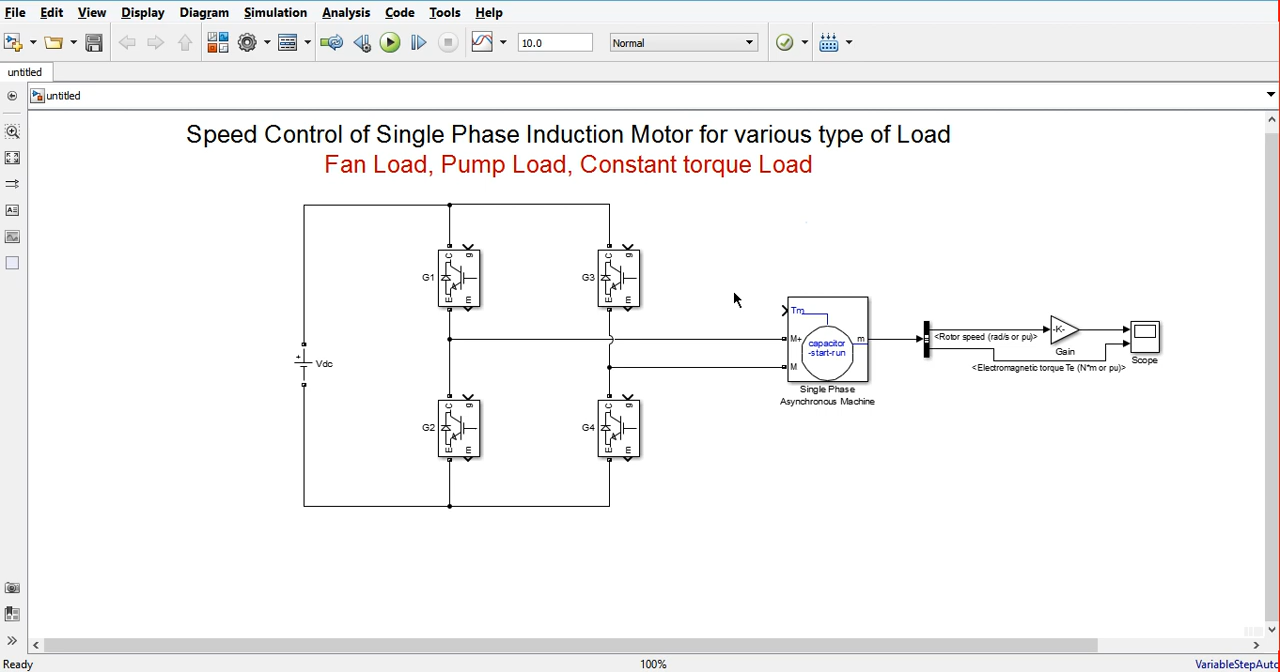 File Edit View Display Diagram Simulation Analysis Code Tools Help
10.0 Normal
untitled
untitled
Speed Control of Single Phase Induction Motor for various type of Load
Fan Load, Pump Load, Constant torque Load
C g
G1
E m
C g
G3
E m
Vdc
+
Tm
M+
M
m
capacitor
-start-run
Single Phase
Asynchronous Machine
<Rotor speed (rad/s or pu)>
<Electromagnetic torque Te (N*m or pu)>
-K-
Gain
Scope
C g
G2
E m
C g
G4
E m
Ready 100% VariableStepAuto